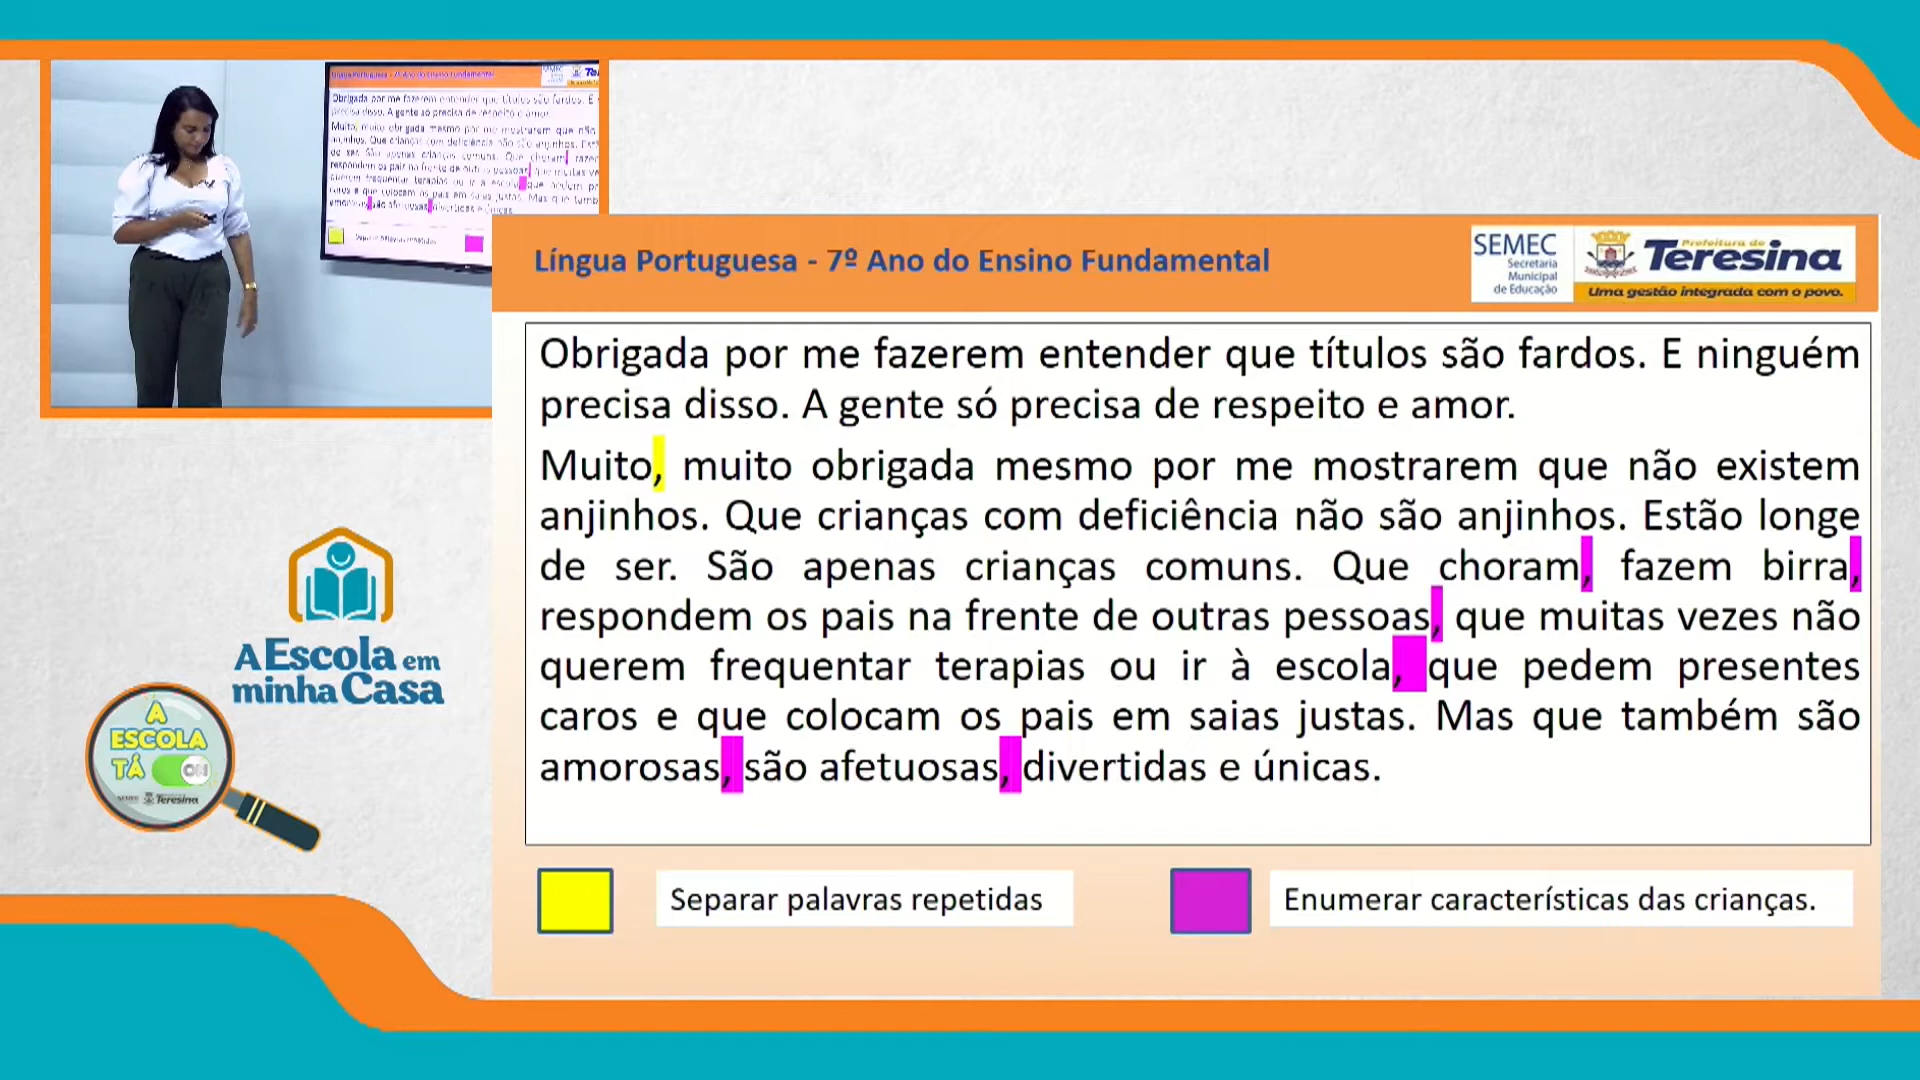 Língua Portuguesa - 7º Ano do Ensino Fundamental
SEMEC
Secretaria
Municipal
de Educação
Prefeitura de
Teresina
Uma gestão integrada com o povo.
Obrigada por me fazerem entender que títulos são fardos. E ninguém
precisa disso. A gente só precisa de respeito e amor.
Muito, muito obrigada mesmo por me mostrarem que não existem
anjinhos. Que crianças com deficiência não são anjinhos. Estão longe
de ser. São apenas crianças comuns. Que choram, fazem birra,
respondem os pais na frente de outras pessoas, que muitas vezes não
querem frequentar terapias ou ir à escola, que pedem presentes
caros e que colocam os pais em saias justas. Mas que também são
amorosas, são afetuosas, divertidas e únicas.
Separar palavras repetidas
Enumerar características das crianças.
A Escola em
minha Casa
A
ESCOLA
TÁ ON
SEMEC Teresina